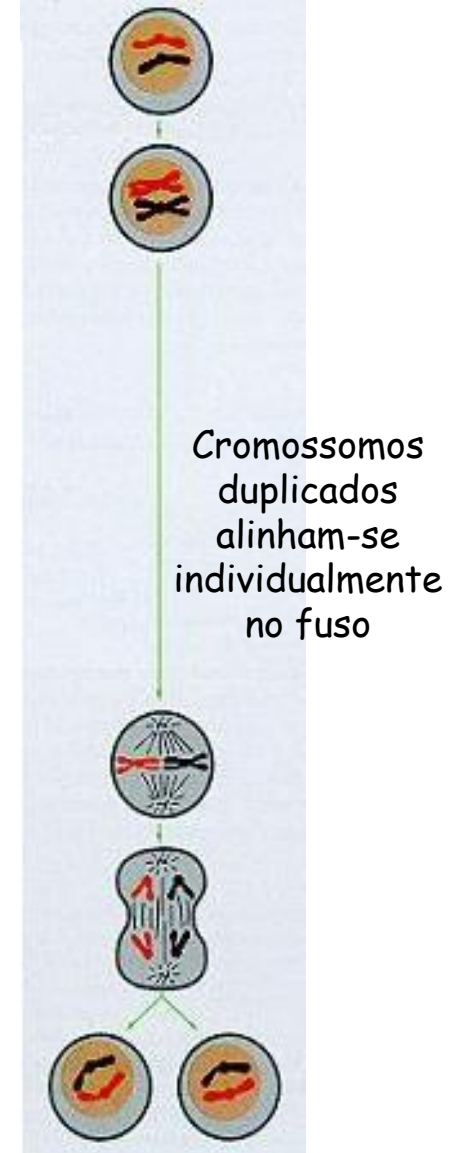 Cromossomos
duplicados
alinham-se
individualmente
no fuso